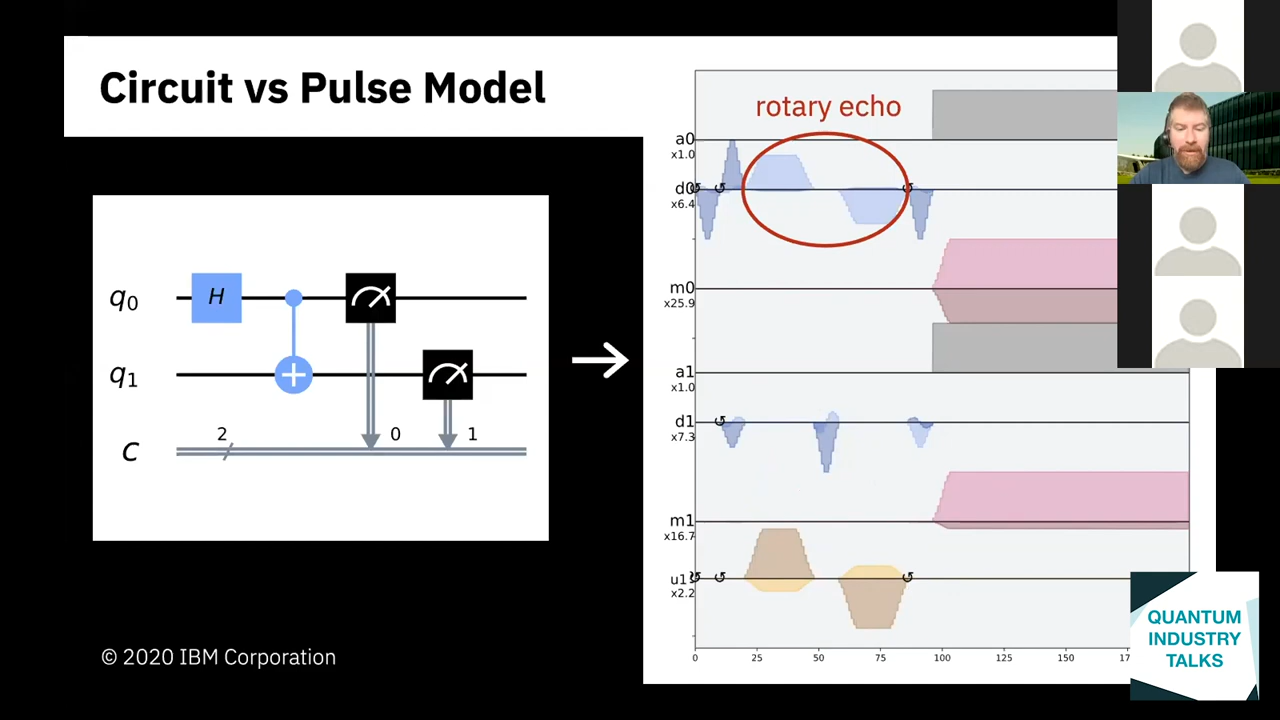 Circuit vs Pulse Model
rotary echo
a0
x1.0
d0
x6.4
m0
x25.9
a1
x1.0
d1
x7.3
m1
x16.7
u1
x2.2
0 25 50 75 100 125 150 17
q0
H
q1
C
2
0
1
© 2020 IBM Corporation
QUANTUM
INDUSTRY
TALKS